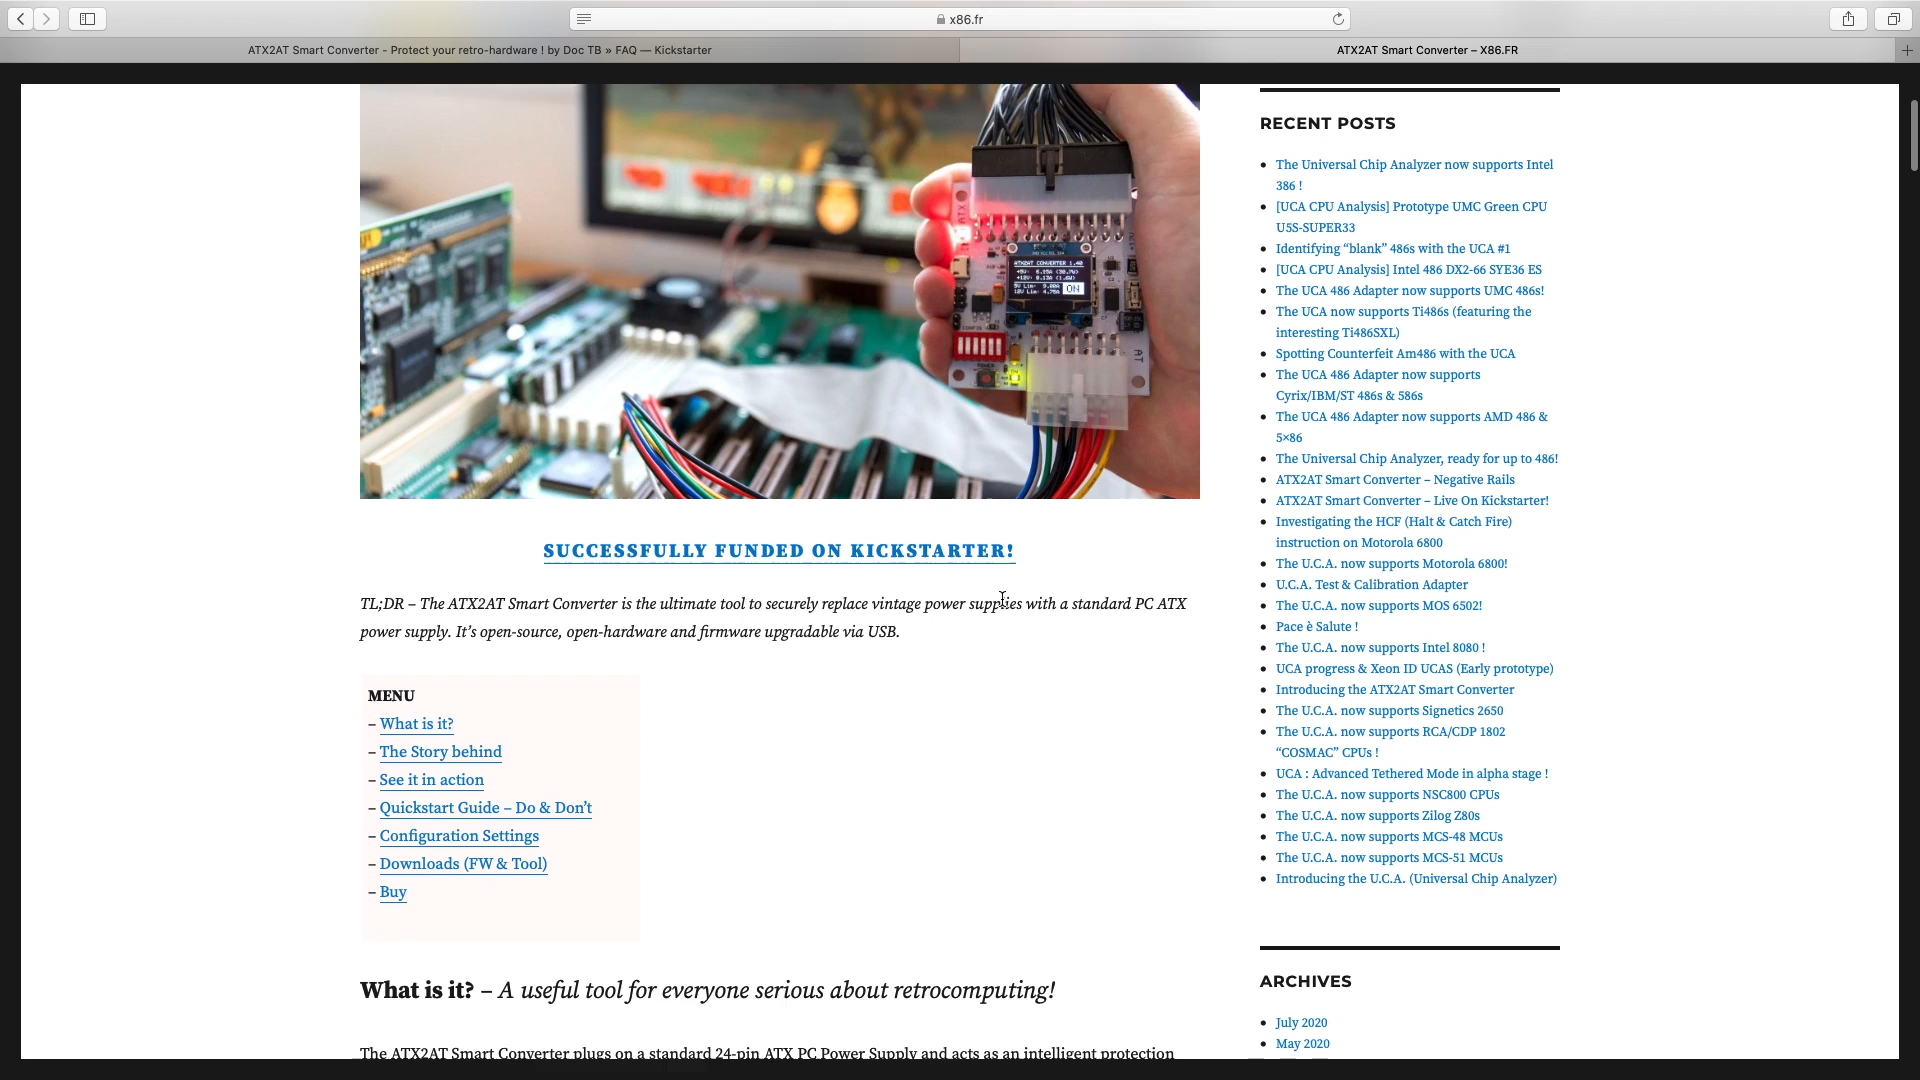 x86.fr
ATX2AT Smart Converter - Protect your retro-hardware ! by Doc TB » FAQ — Kickstarter
ATX2AT Smart Converter – X86.FR
ATX2AT CONVERTER 1.40
ON
AT
SUCCESSFULLY FUNDED ON KICKSTARTER!
TL;DR – The ATX2AT Smart Converter is the ultimate tool to securely replace vintage power supplies with a standard PC ATX
power supply. It's open-source, open-hardware and firmware upgradable via USB.
MENU
– What is it?
– The Story behind
– See it in action
– Quickstart Guide – Do & Don't
– Configuration Settings
– Downloads (FW & Tool)
– Buy
What is it? – A useful tool for everyone serious about retrocomputing!
The ATX2AT Smart Converter plugs on a standard 24-pin ATX PC Power Supply and acts as an intelligent protection
RECENT POSTS
The Universal Chip Analyzer now supports Intel
386 !
[UCA CPU Analysis] Prototype UMC Green CPU
U5S-SUPER33
Identifying “blank” 486s with the UCA #1
[UCA CPU Analysis] Intel 486 DX2-66 SYE36 ES
The UCA 486 Adapter now supports UMC 486s!
The UCA now supports Ti486s (featuring the
interesting Ti486SXL)
Spotting Counterfeit Am486 with the UCA
The UCA 486 Adapter now supports
Cyrix/IBM/ST 486s & 586s
The UCA 486 Adapter now supports AMD 486 &
5×86
The Universal Chip Analyzer, ready for up to 486!
ATX2AT Smart Converter – Negative Rails
ATX2AT Smart Converter – Live On Kickstarter!
Investigating the HCF (Halt & Catch Fire)
instruction on Motorola 6800
The U.C.A. now supports Motorola 6800!
U.C.A. Test & Calibration Adapter
The U.C.A. now supports MOS 6502!
Pace è Salute !
The U.C.A. now supports Intel 8080 !
UCA progress & Xeon ID UCAS (Early prototype)
Introducing the ATX2AT Smart Converter
The U.C.A. now supports Signetics 2650
The U.C.A. now supports RCA/CDP 1802
“COSMAC” CPUs !
UCA : Advanced Tethered Mode in alpha stage !
The U.C.A. now supports NSC800 CPUs
The U.C.A. now supports Zilog Z80s
The U.C.A. now supports MCS-48 MCUs
The U.C.A. now supports MCS-51 MCUs
Introducing the U.C.A. (Universal Chip Analyzer)
ARCHIVES
July 2020
May 2020